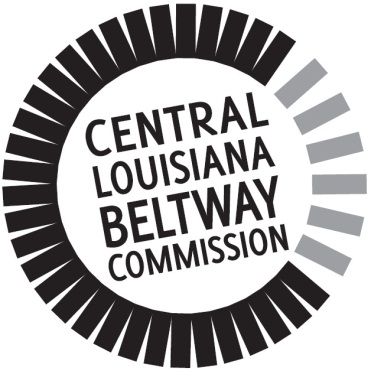 CENTRAL
LOUISIANA
BELTWAY
COMMISSION